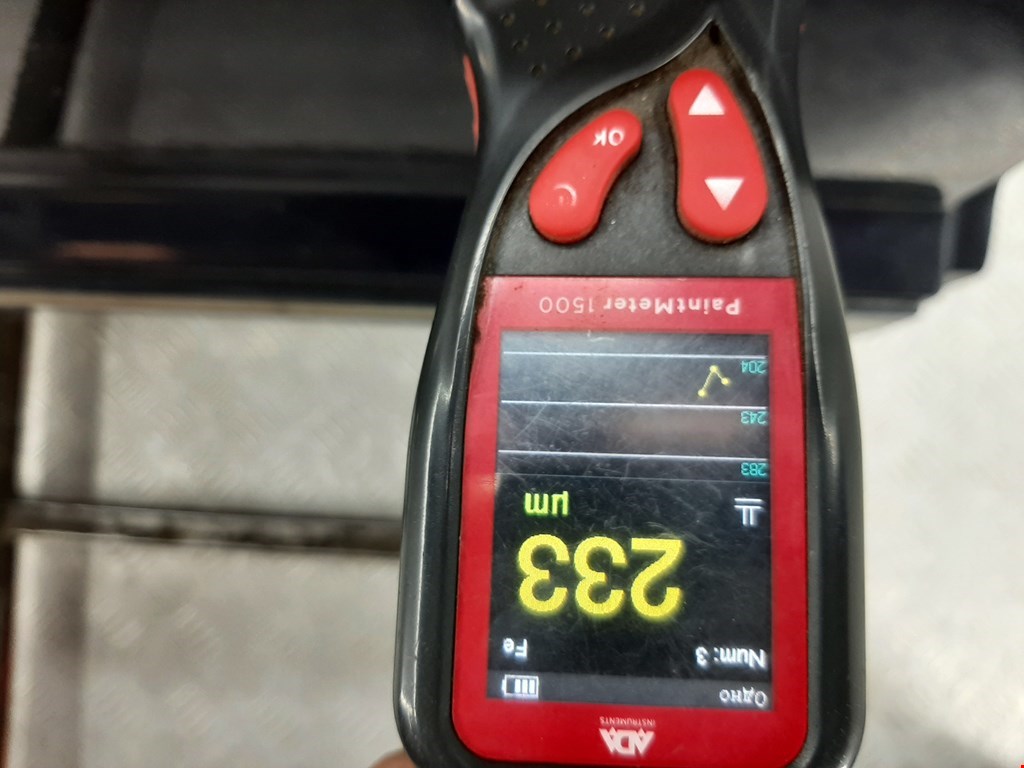 ADA
INSTRUMENTS
Одно
Num:3 Fe
233
µm
283
243
204
PaintMeter 1500
OK